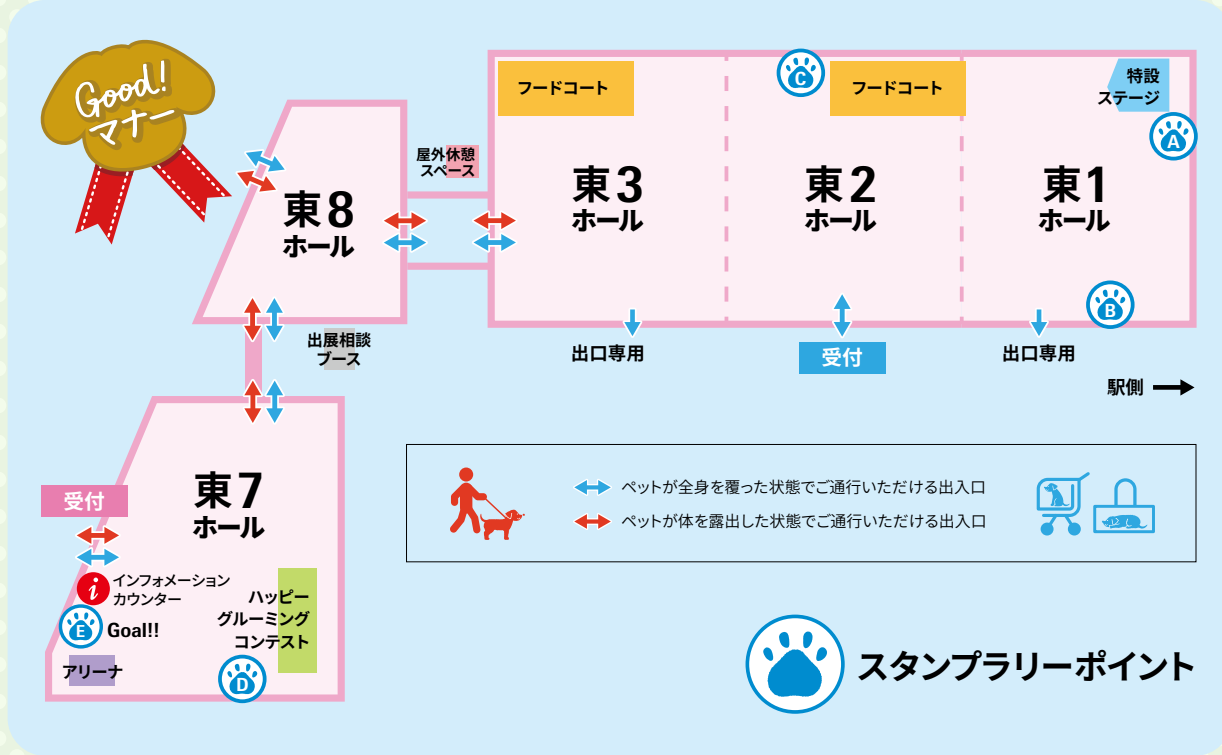 Good!
マナー
フードコート
C
フードコート
特設
ステージ
A
屋外休憩
スペース
東8
ホール
東3
ホール
東2
ホール
東1
ホール
B
出展相談
ブース
出口専用
受付
出口専用
駅側
受付
東7
ホール
ペットが全身を覆った状態でご通行いただける出入口
ペットが体を露出した状態でご通行いただける出入口
i
インフォメーション
カウンター
E
Goal!!
アリーナ
ハッピー
グルーミング
コンテスト
D
スタンプラリーポイント